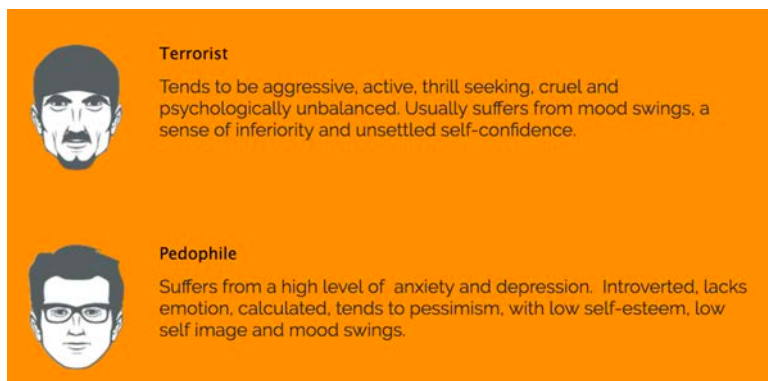 Terrorist
Tends to be aggressive, active, thrill seeking, cruel and
psychologically unbalanced. Usually suffers from mood swings, a
sense of inferiority and unsettled self-confidence.
Pedophile
Suffers from a high level of anxiety and depression. Introverted, lacks
emotion, calculated, tends to pessimism, with low self-esteem, low
self image and mood swings.